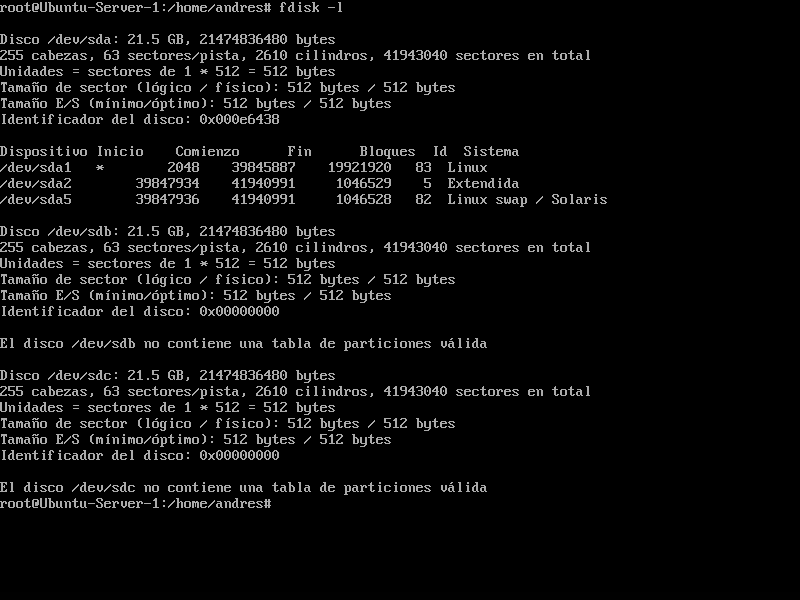 root@Ubuntu-Server-1:/home/andres# fdisk -l
Disco /dev/sda: 21.5 GB, 21474836480 bytes
255 cabezas, 63 sectores/pista, 2610 cilindros, 41943040 sectores en total
Unidades = sectores de 1 * 512 = 512 bytes
Tamaño de sector (lógico / físico): 512 bytes / 512 bytes
Tamaño E/S (mínimo/óptimo): 512 bytes / 512 bytes
Identificador del disco: 0x000e6438
Dispositivo Inicio    Comienzo      Fin      Bloques  Id  Sistema
/dev/sda1   *        2048    39845887    19921920   83  Linux
/dev/sda2        39847934    41940991     1046529    5  Extendida
/dev/sda5        39847936    41940991     1046528   82  Linux swap / Solaris
Disco /dev/sdb: 21.5 GB, 21474836480 bytes
255 cabezas, 63 sectores/pista, 2610 cilindros, 41943040 sectores en total
Unidades = sectores de 1 * 512 = 512 bytes
Tamaño de sector (lógico / físico): 512 bytes / 512 bytes
Tamaño E/S (mínimo/óptimo): 512 bytes / 512 bytes
Identificador del disco: 0x00000000
El disco /dev/sdb no contiene una tabla de particiones válida
Disco /dev/sdc: 21.5 GB, 21474836480 bytes
255 cabezas, 63 sectores/pista, 2610 cilindros, 41943040 sectores en total
Unidades = sectores de 1 * 512 = 512 bytes
Tamaño de sector (lógico / físico): 512 bytes / 512 bytes
Tamaño E/S (mínimo/óptimo): 512 bytes / 512 bytes
Identificador del disco: 0x00000000
El disco /dev/sdc no contiene una tabla de particiones válida
root@Ubuntu-Server-1:/home/andres#